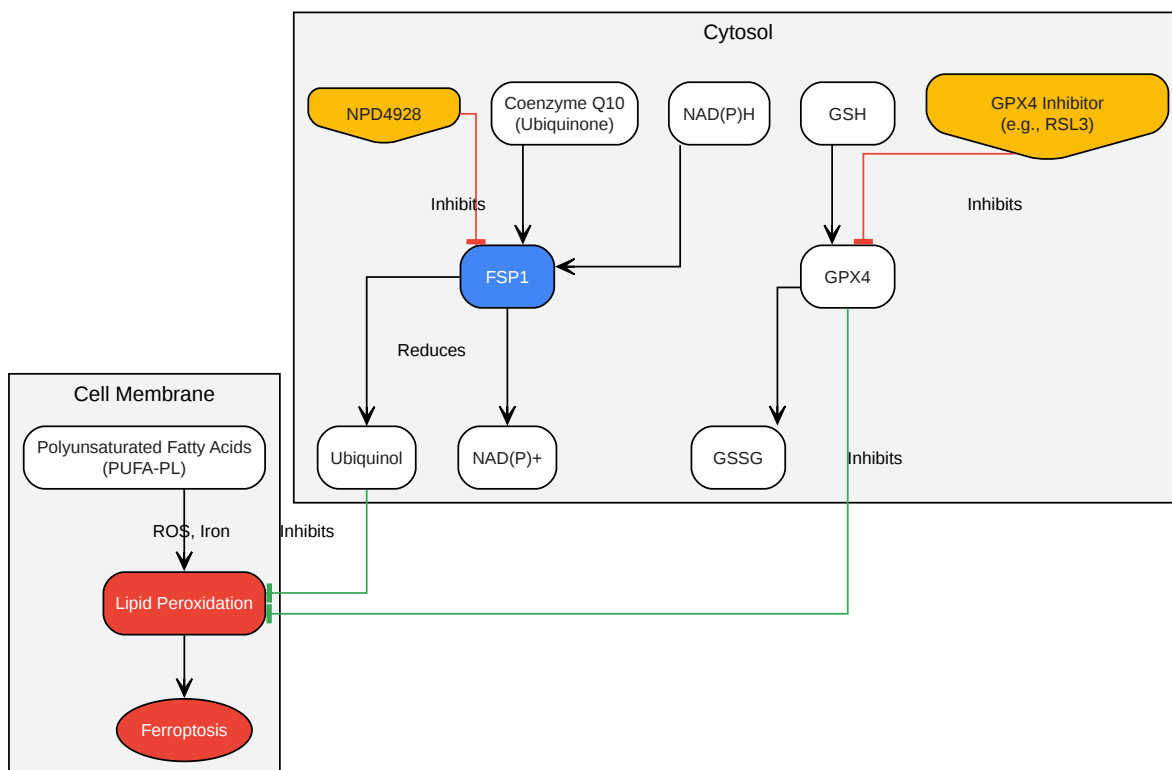 Cytosol
NPD4928
Coenzyme Q10
(Ubiquinone)
NAD(P)H
GSH
GPX4 Inhibitor
(e.g., RSL3)
Inhibits
Inhibits
FSP1
GPX4
Reduces
Cell Membrane
Polyunsaturated Fatty Acids
(PUFA-PL)
Ubiquinol
NAD(P)+
GSSG
Inhibits
ROS, Iron
Inhibits
Lipid Peroxidation
Ferroptosis